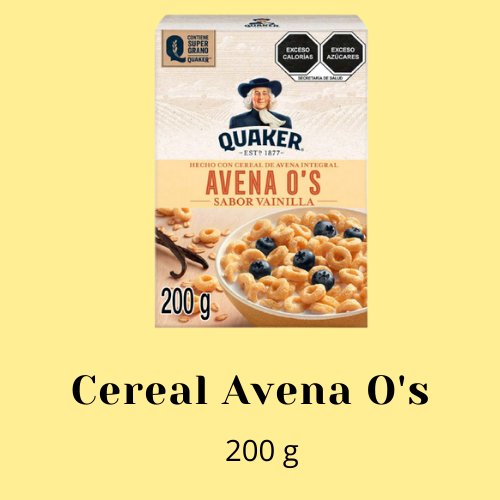 CONTIENE
SUPER
GRANO
QUAKER
EXCESO
CALORÍAS
EXCESO
AZÚCARES
SECRETARÍA DE SALUD
QUAKER
EST? 1877
HECHO CON CEREAL DE AVENA INTEGRAL
AVENA O'S
SABOR VAINILLA
200 g
Cereal Avena O's
200 g